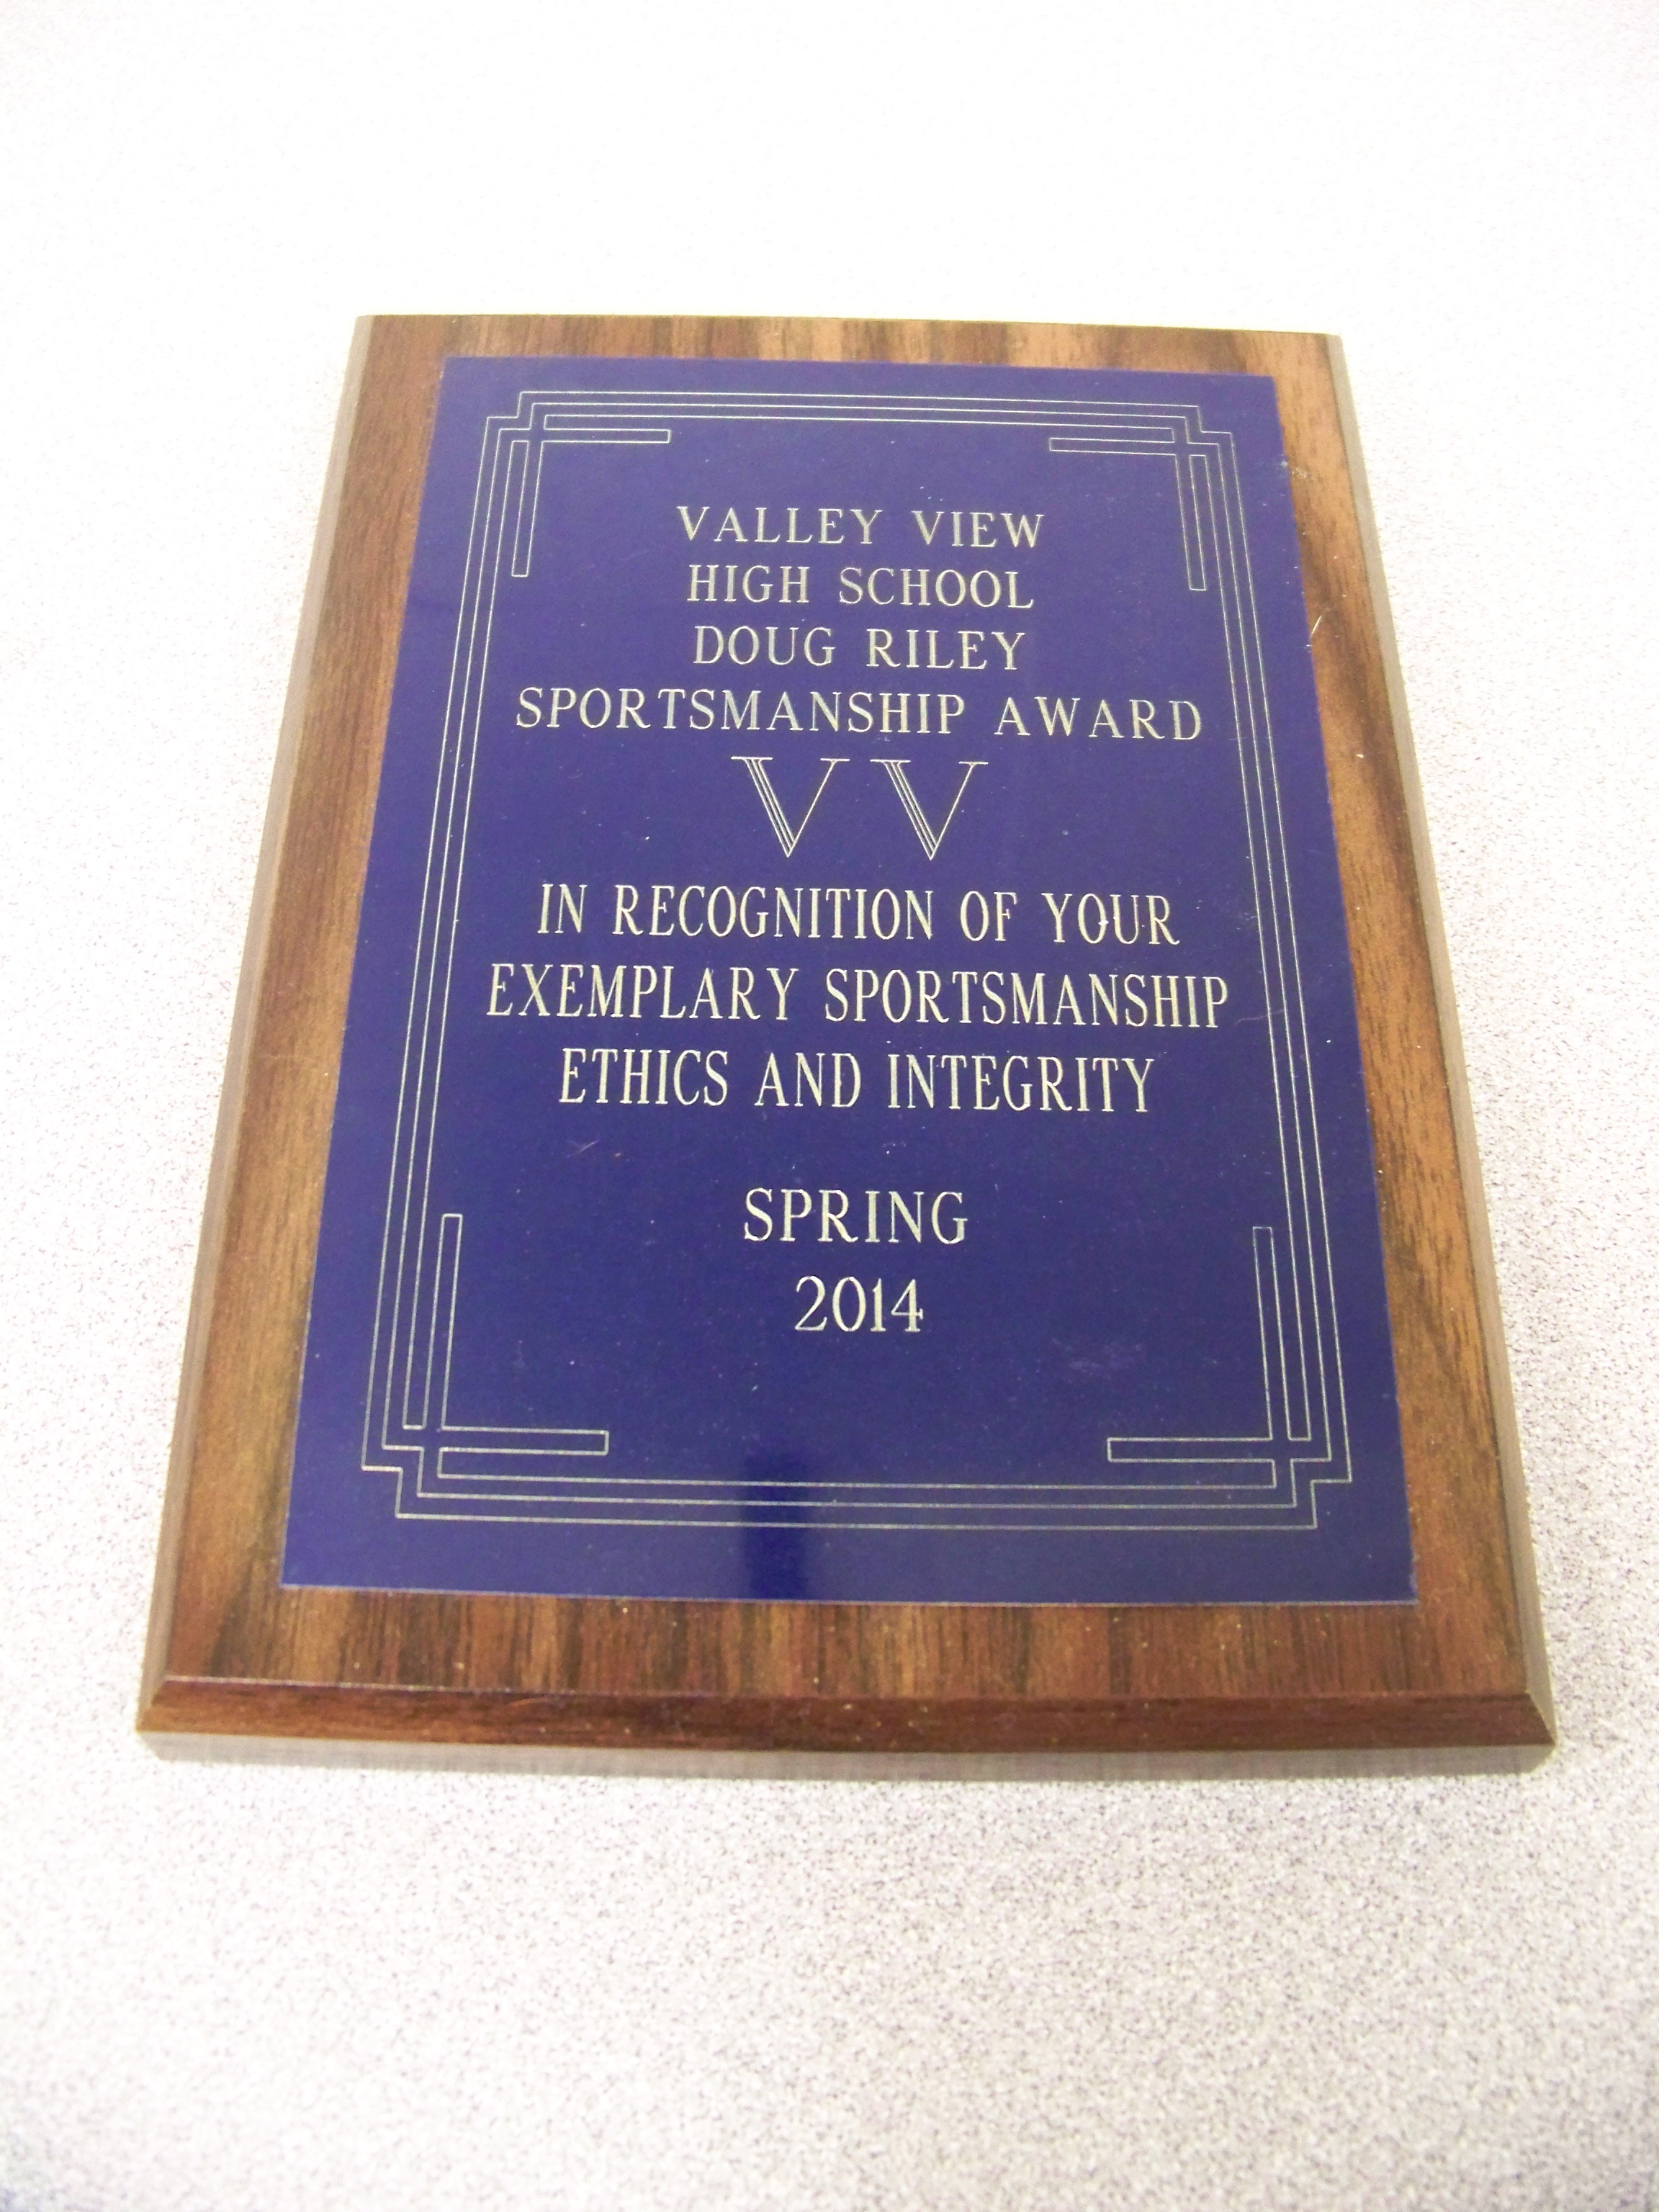 VALLEY VIEW
HIGH SCHOOL
DOUG RILEY
SPORTSMANSHIP AWARD
VV
IN RECOGNITION OF YOUR
EXEMPLARY SPORTSMANSHIP
ETHICS AND INTEGRITY
SPRING
2014